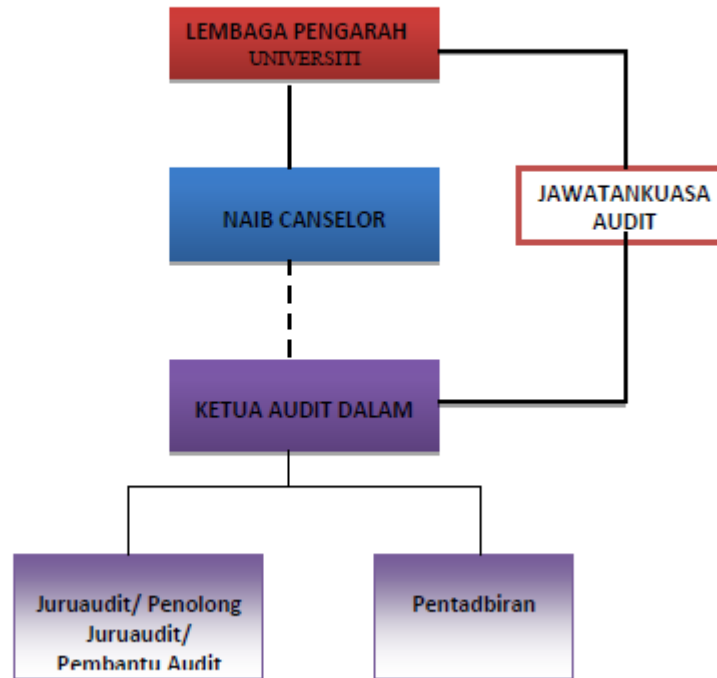 LEMBAGA PENGARAH
UNIVERSITI
NAIB CANSELOR
JAWATANKUASA
AUDIT
KETUA AUDIT DALAM
Juruaudit/ Penolong
Juruaudit/
Pembantu Audit
Pentadbiran